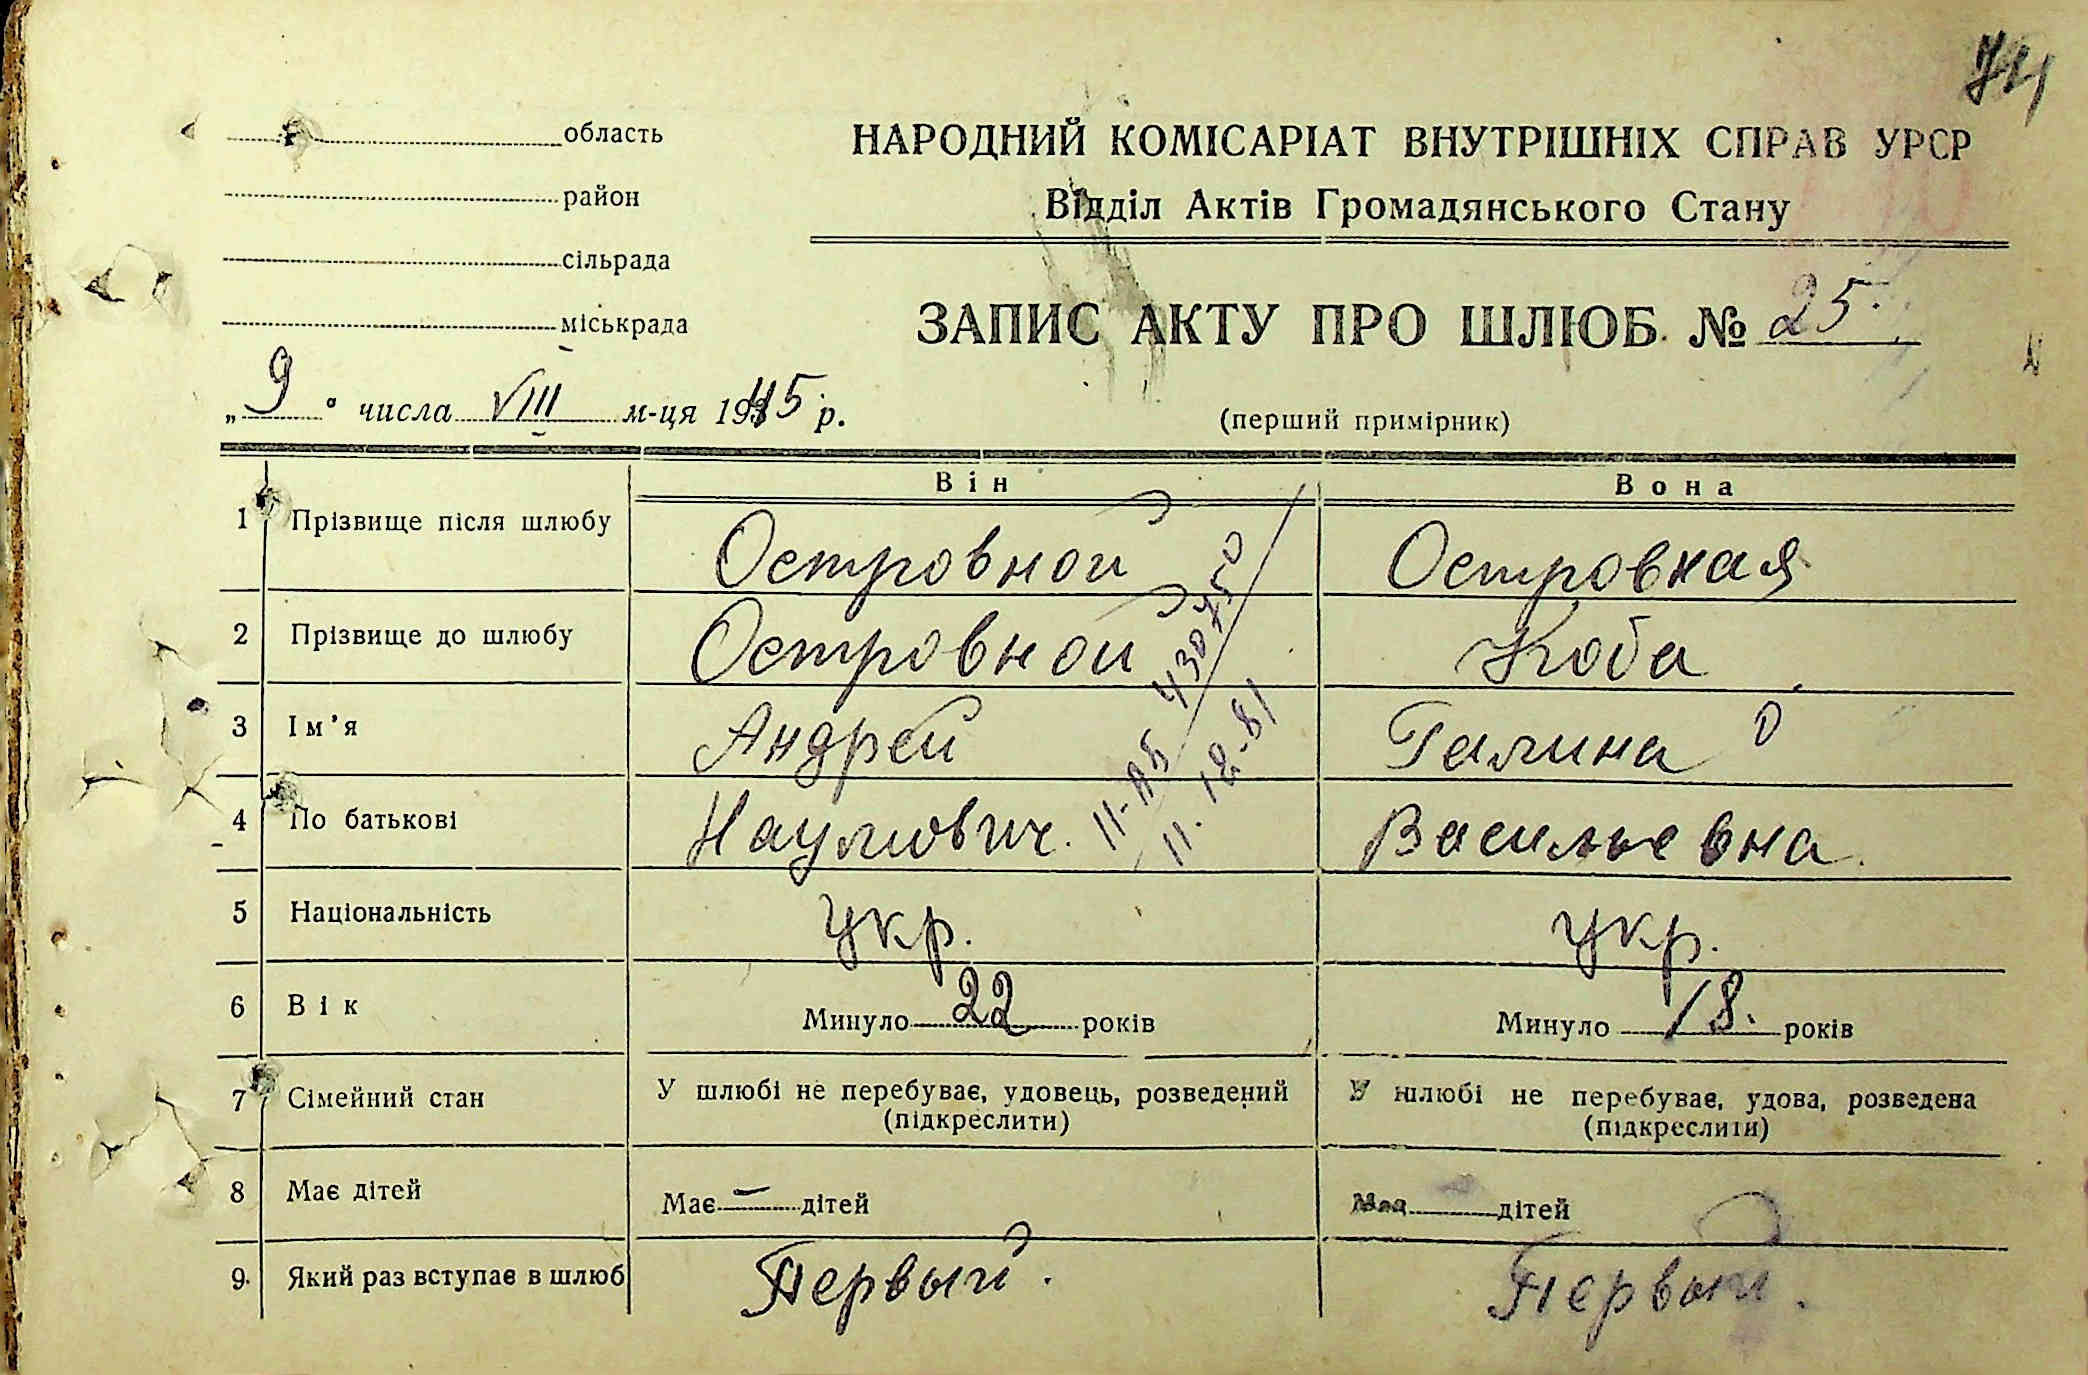 74
область
район
сільрада
міськрада
НАРОДНИЙ КОМІСАРІАТ ВНУТРІШНІХ СПРАВ УРСР
Відділ Актів Громадянського Стану
ЗАПИС АКТУ ПРО ШЛЮБ № 25.
„ 9 “ числа VIII м-ця 1945 р.
(перший примірник)
Він Вона
1 Прізвище після шлюбу Островной Островная
2 Прізвище до шлюбу Островной Коба
3 Ім'я Андрей Галина
4 По батькові Наумович. Васильевна.
11. 12-81
5 Національність укр. укр.
6 Вік Минуло 22 років Минуло 18. років
7 Сімейний стан У шлюбі не перебуває, удовець, розведений У шлюбі не перебуває, удова, розведена
(підкреслити) (підкреслити)
8 Має дітей Має — дітей Має дітей
9. Який раз вступає в шлюб Первый. Первый.